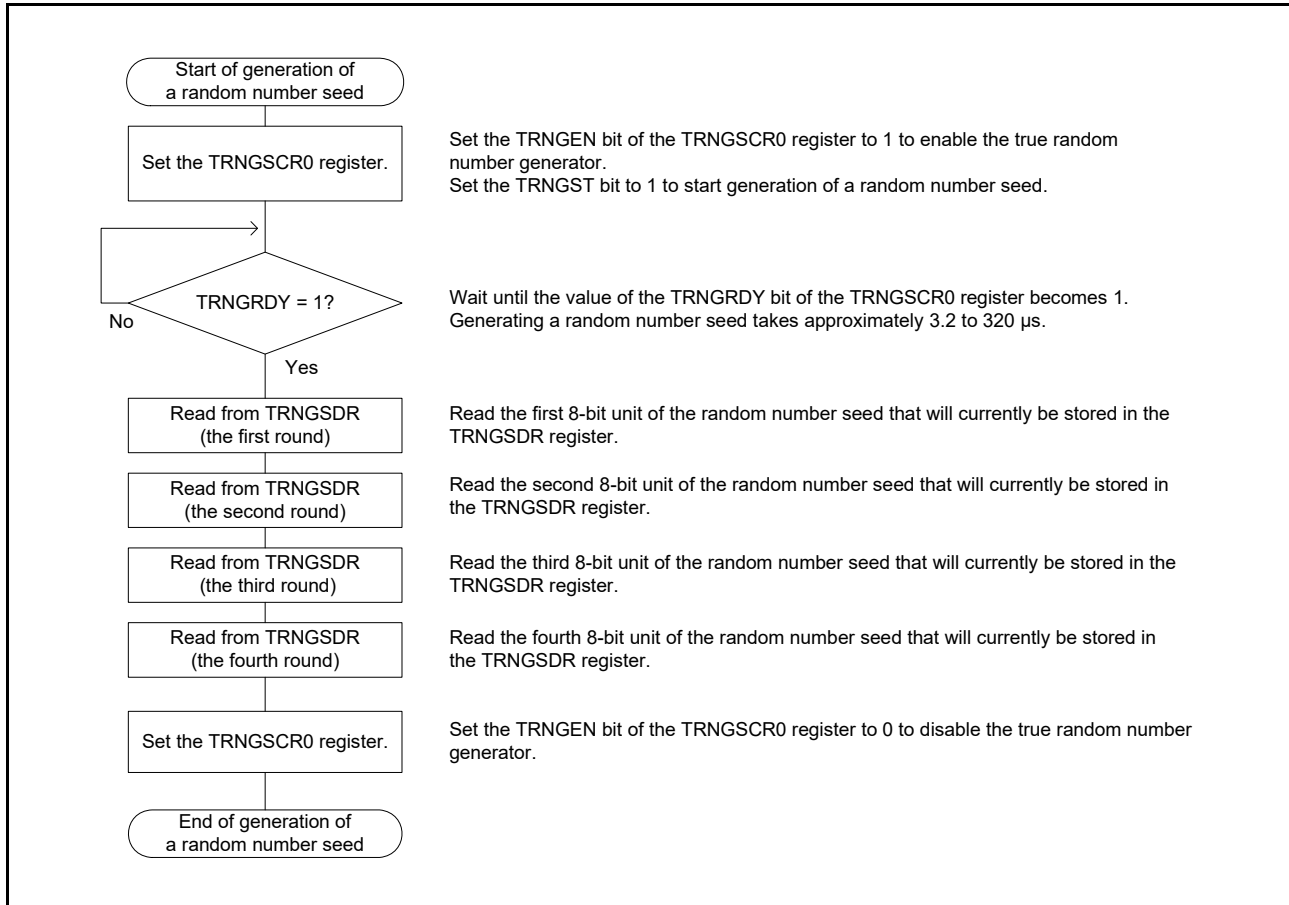 Start of generation of
a random number seed
Set the TRNGSCR0 register.
Set the TRNGEN bit of the TRNGSCR0 register to 1 to enable the true random
number generator.
Set the TRNGST bit to 1 to start generation of a random number seed.
TRNGRDY = 1?
No
Yes
Wait until the value of the TRNGRDY bit of the TRNGSCR0 register becomes 1.
Generating a random number seed takes approximately 3.2 to 320 µs.
Read from TRNGSDR
(the first round)
Read the first 8-bit unit of the random number seed that will currently be stored in the
TRNGSDR register.
Read from TRNGSDR
(the second round)
Read the second 8-bit unit of the random number seed that will currently be stored in
the TRNGSDR register.
Read from TRNGSDR
(the third round)
Read the third 8-bit unit of the random number seed that will currently be stored in the
TRNGSDR register.
Read from TRNGSDR
(the fourth round)
Read the fourth 8-bit unit of the random number seed that will currently be stored in
the TRNGSDR register.
Set the TRNGSCR0 register.
Set the TRNGEN bit of the TRNGSCR0 register to 0 to disable the true random number
generator.
End of generation of
a random number seed